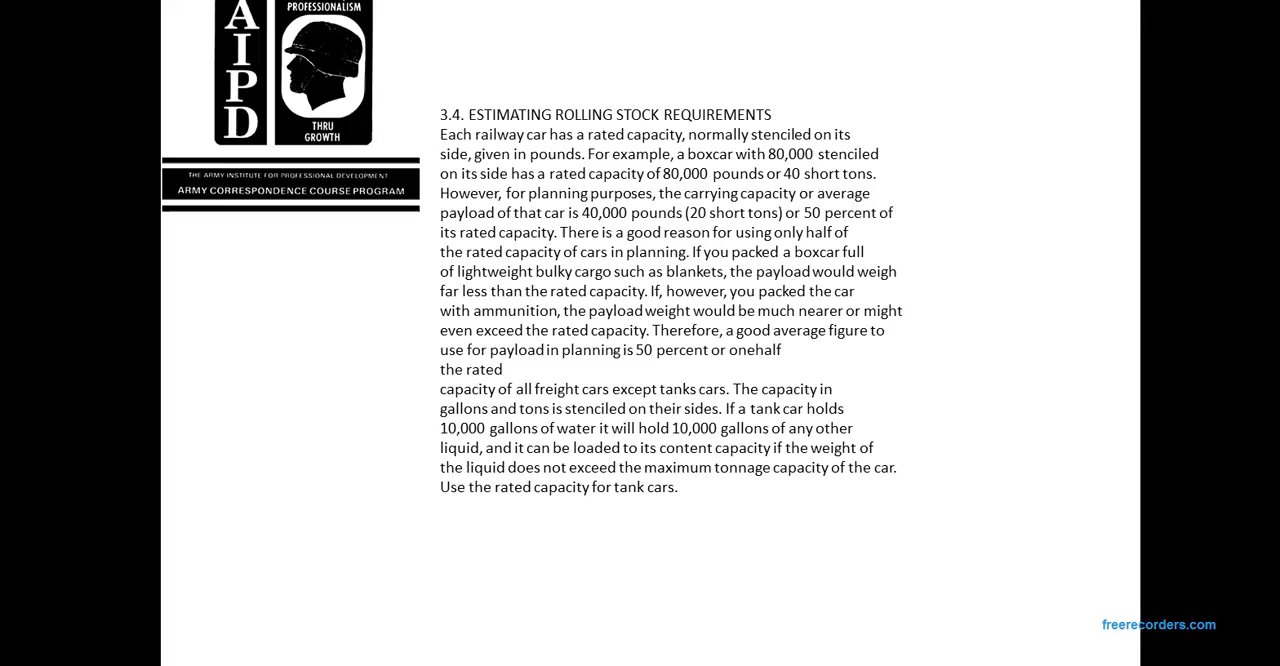 A
I
P
D
PROFESSIONALISM
THRU
GROWTH
THE ARMY INSTITUTE FOR PROFESSIONAL DEVELOPMENT
ARMY CORRESPONDENCE COURSE PROGRAM
3.4. ESTIMATING ROLLING STOCK REQUIREMENTS
Each railway car has a rated capacity, normally stenciled on its
side, given in pounds. For example, a boxcar with 80,000 stenciled
on its side has a rated capacity of 80,000 pounds or 40 short tons.
However, for planning purposes, the carrying capacity or average
payload of that car is 40,000 pounds (20 short tons) or 50 percent of
its rated capacity. There is a good reason for using only half of
the rated capacity of cars in planning. If you packed a boxcar full
of lightweight bulky cargo such as blankets, the payload would weigh
far less than the rated capacity. If, however, you packed the car
with ammunition, the payload weight would be much nearer or might
even exceed the rated capacity. Therefore, a good average figure to
use for payload in planning is 50 percent or onehalf
the rated
capacity of all freight cars except tanks cars. The capacity in
gallons and tons is stenciled on their sides. If a tank car holds
10,000 gallons of water it will hold 10,000 gallons of any other
liquid, and it can be loaded to its content capacity if the weight of
the liquid does not exceed the maximum tonnage capacity of the car.
Use the rated capacity for tank cars.
freerecorders.com